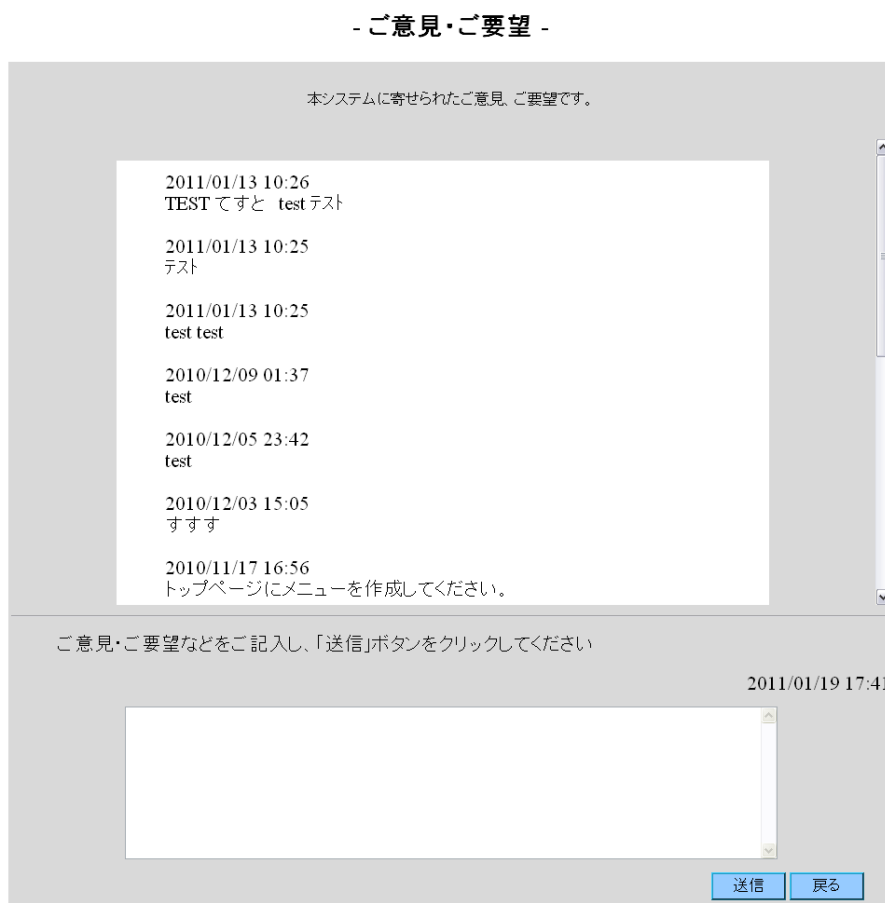 - ご意見・ご要望 -
本システムに寄せられたご意見、ご要望です。
2011/01/13 10:26
TEST てすと test テスト
2011/01/13 10:25
テスト
2011/01/13 10:25
test test
2010/12/09 01:37
test
2010/12/05 23:42
test
2010/12/03 15:05
すすす
2010/11/17 16:56
トップページにメニューを作成してください。
ご意見・ご要望などをご記入し、「送信」ボタンをクリックしてください
2011/01/19 17:41
送信 戻る